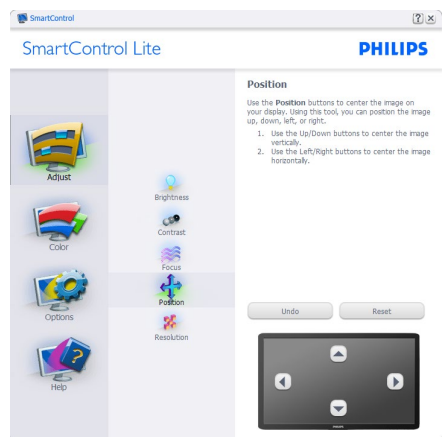 SmartControl
SmartControl Lite
PHILIPS
Adjust
Color
Options
Help
Brightness
Contrast
Focus
Position
Resolution
Position
Use the Position buttons to center the image on
your display. Using this tool, you can position the image
up, down, left, or right.
1. Use the Up/Down buttons to center the image
vertically.
2. Use the Left/Right buttons to center the image
horizontally.
Undo
Reset
PHILIPS